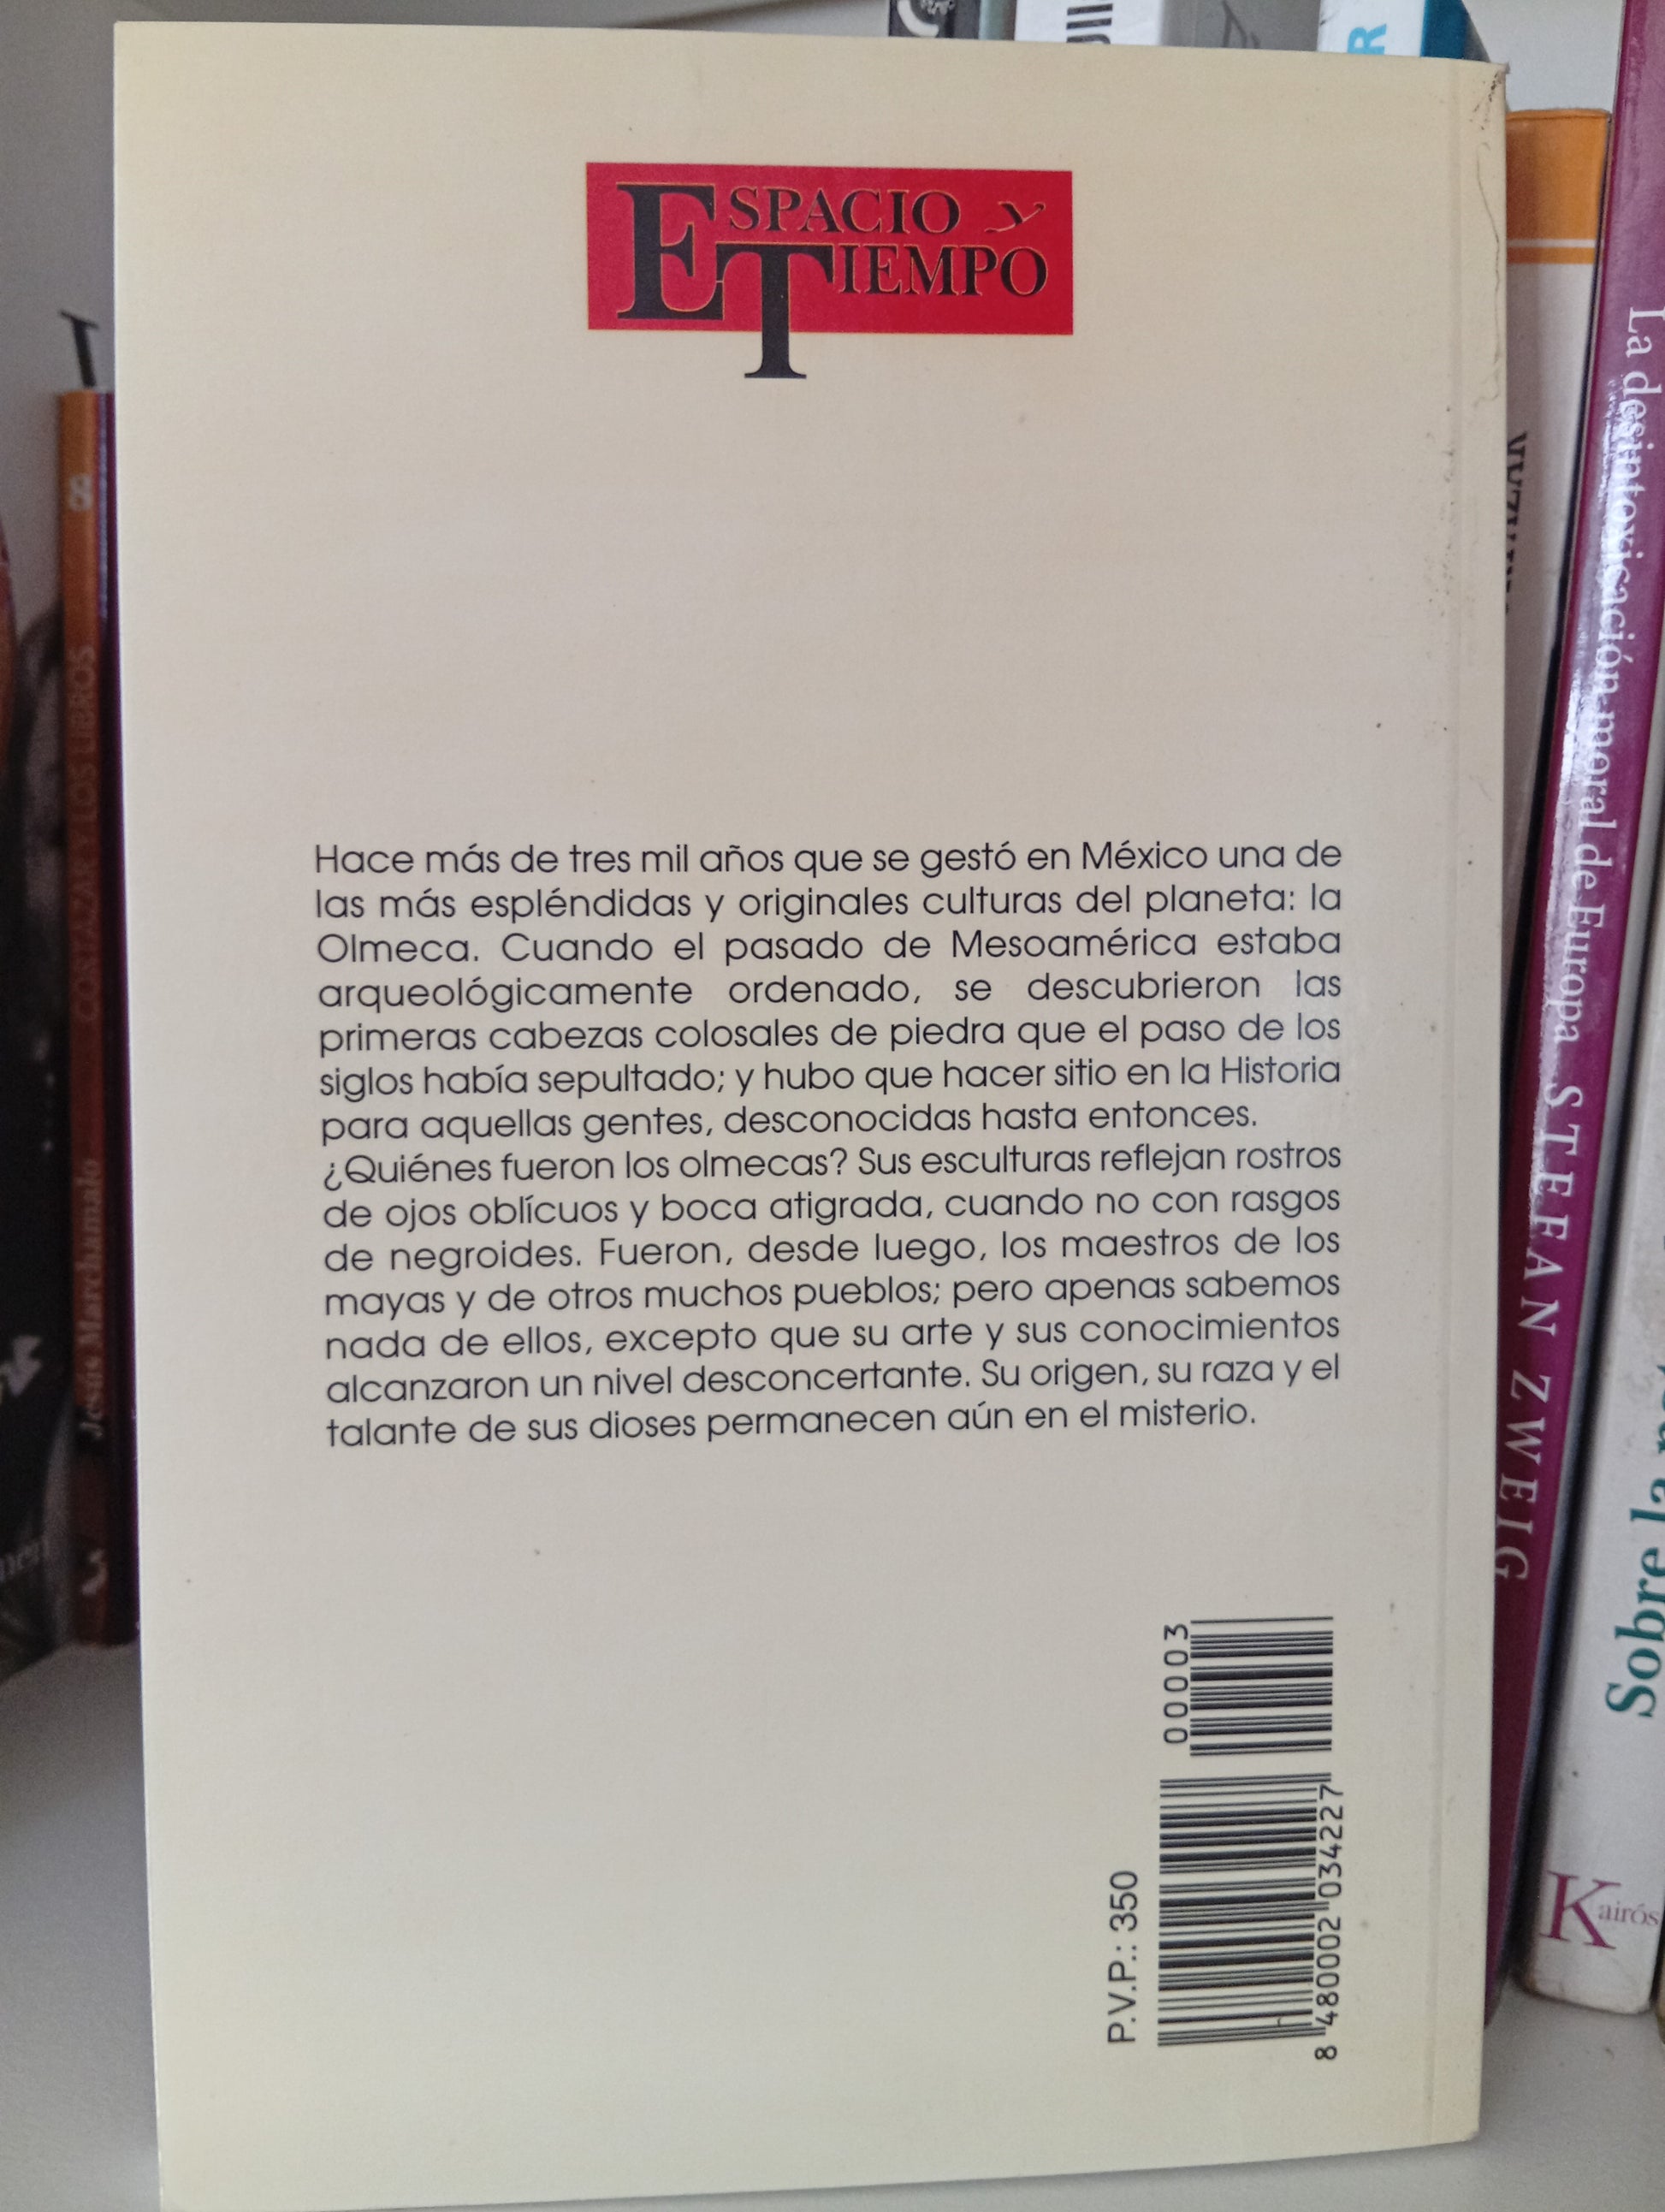 ESPACIO y
TIEMPO
Hace más de tres mil años que se gestó en México una de
las más espléndidas y originales culturas del planeta: la
Olmeca. Cuando el pasado de Mesoamérica estaba
arqueológicamente ordenado, se descubrieron las
primeras cabezas colosales de piedra que el paso de los
siglos había sepultado; y hubo que hacer sitio en la Historia
para aquellas gentes, desconocidas hasta entonces.
¿Quiénes fueron los olmecas? Sus esculturas reflejan rostros
de ojos oblícuos y boca atigrada, cuando no con rasgos
de negroides. Fueron, desde luego, los maestros de los
mayas y de otros muchos pueblos; pero apenas sabemos
nada de ellos, excepto que su arte y sus conocimientos
alcanzaron un nivel desconcertante. Su origen, su raza y el
talante de sus dioses permanecen aún en el misterio.
P.V.P.: 350
00003
8 480002 034227
8
CORTÁZAR Y LOS LIBROS
Jesús Marchamalo
La desintoxicación moral de Europa STEFAN ZWEIG
Sobre la
Kairós
R